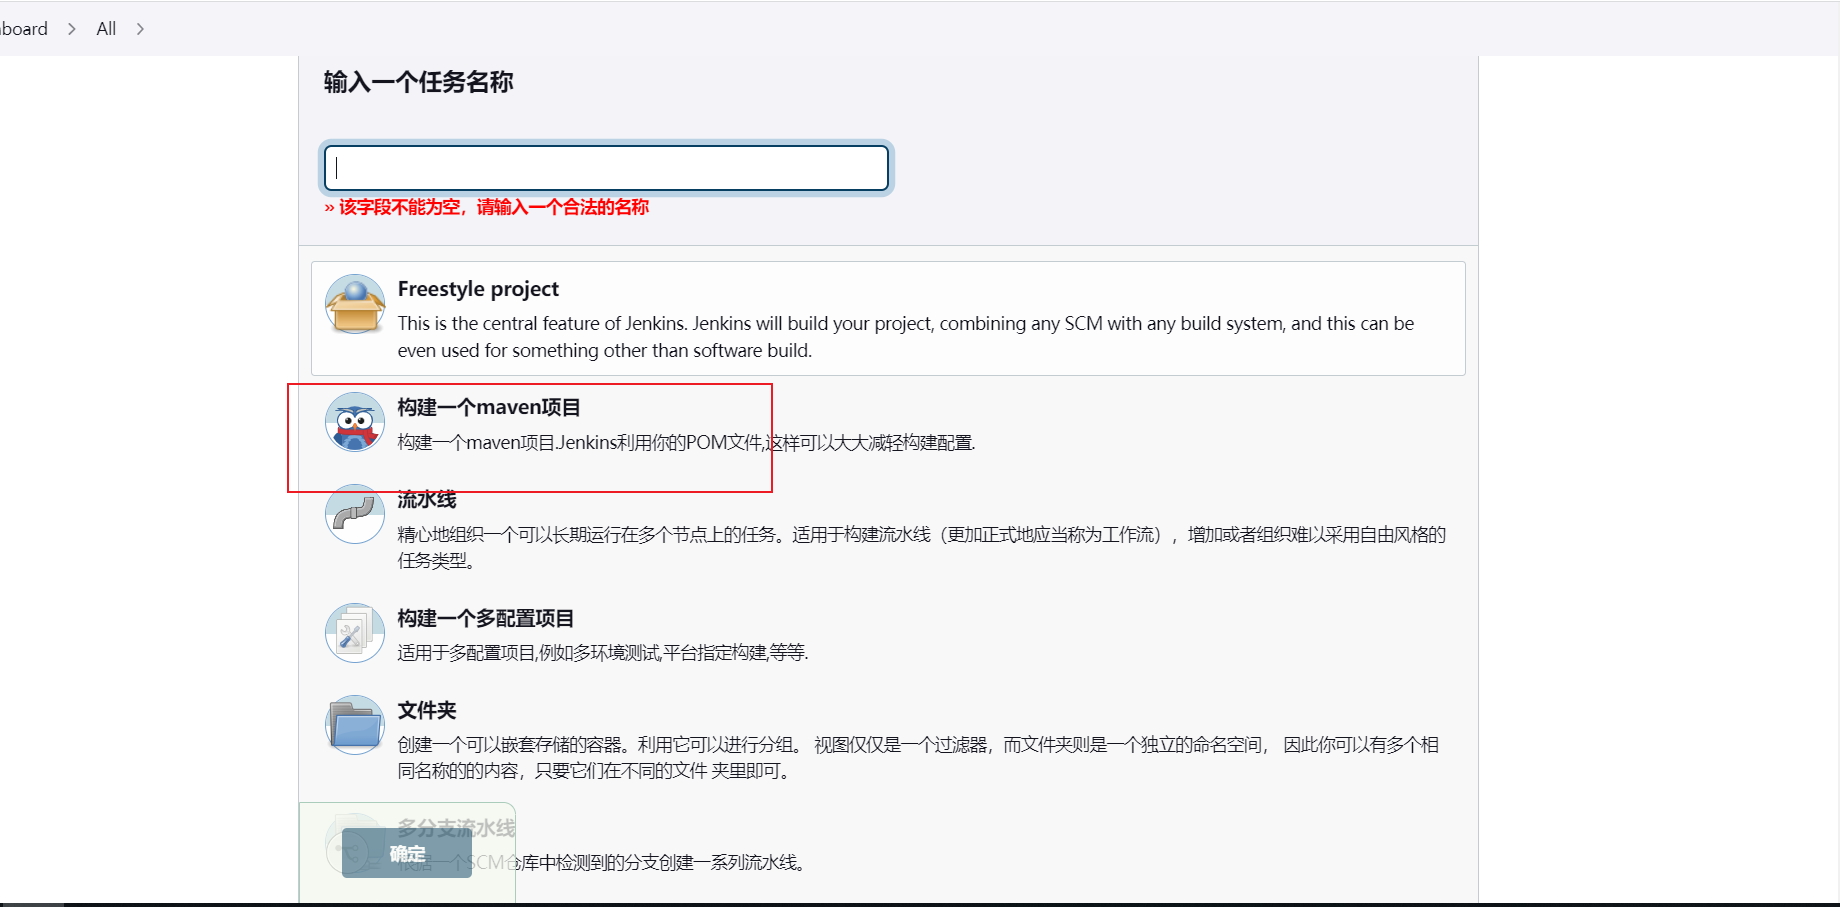 board > All >
输入一个任务名称
» 该字段不能为空，请输入一个合法的名称
Freestyle project
This is the central feature of Jenkins. Jenkins will build your project, combining any SCM with any build system, and this can be
even used for something other than software build.
构建一个maven项目
构建一个maven项目.Jenkins利用你的POM文件,这样可以大大减轻构建配置.
流水线
精心地组织一个可以长期运行在多个节点上的任务。适用于构建流水线（更加正式地应当称为工作流），增加或者组织难以采用自由风格的
任务类型。
构建一个多配置项目
适用于多配置项目,例如多环境测试,平台指定构建,等等.
文件夹
创建一个可以嵌套存储的容器。利用它可以进行分组。 视图仅仅是一个过滤器，而文件夹则是一个独立的命名空间， 因此你可以有多个相
同名称的的内容，只要它们在不同的文件 夹里即可。
多分支流水线
确定
根据一个SCM仓库中检测到的分支创建一系列流水线。